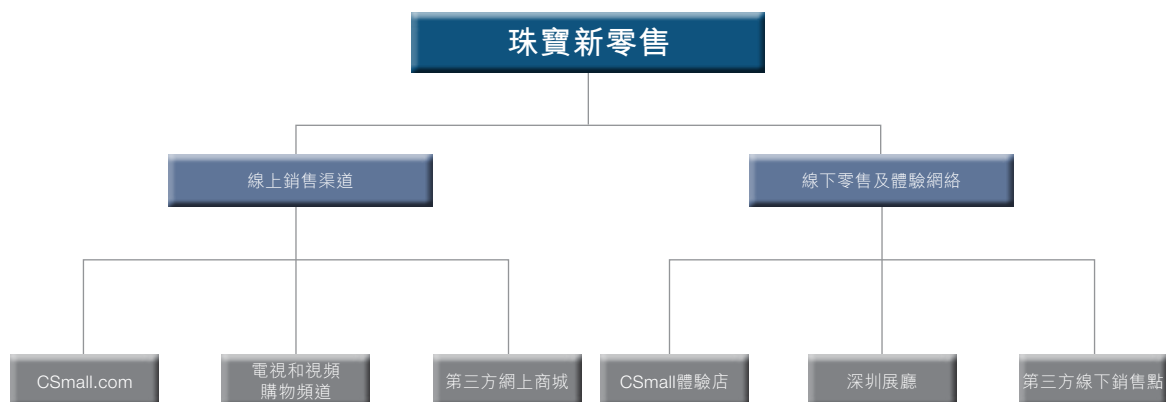 珠寶新零售
線上銷售渠道
線下零售及體驗網絡
CSmall.com
電視和視頻
購物頻道
第三方網上商城
CSmall體驗店
深圳展廳
第三方線下銷售點